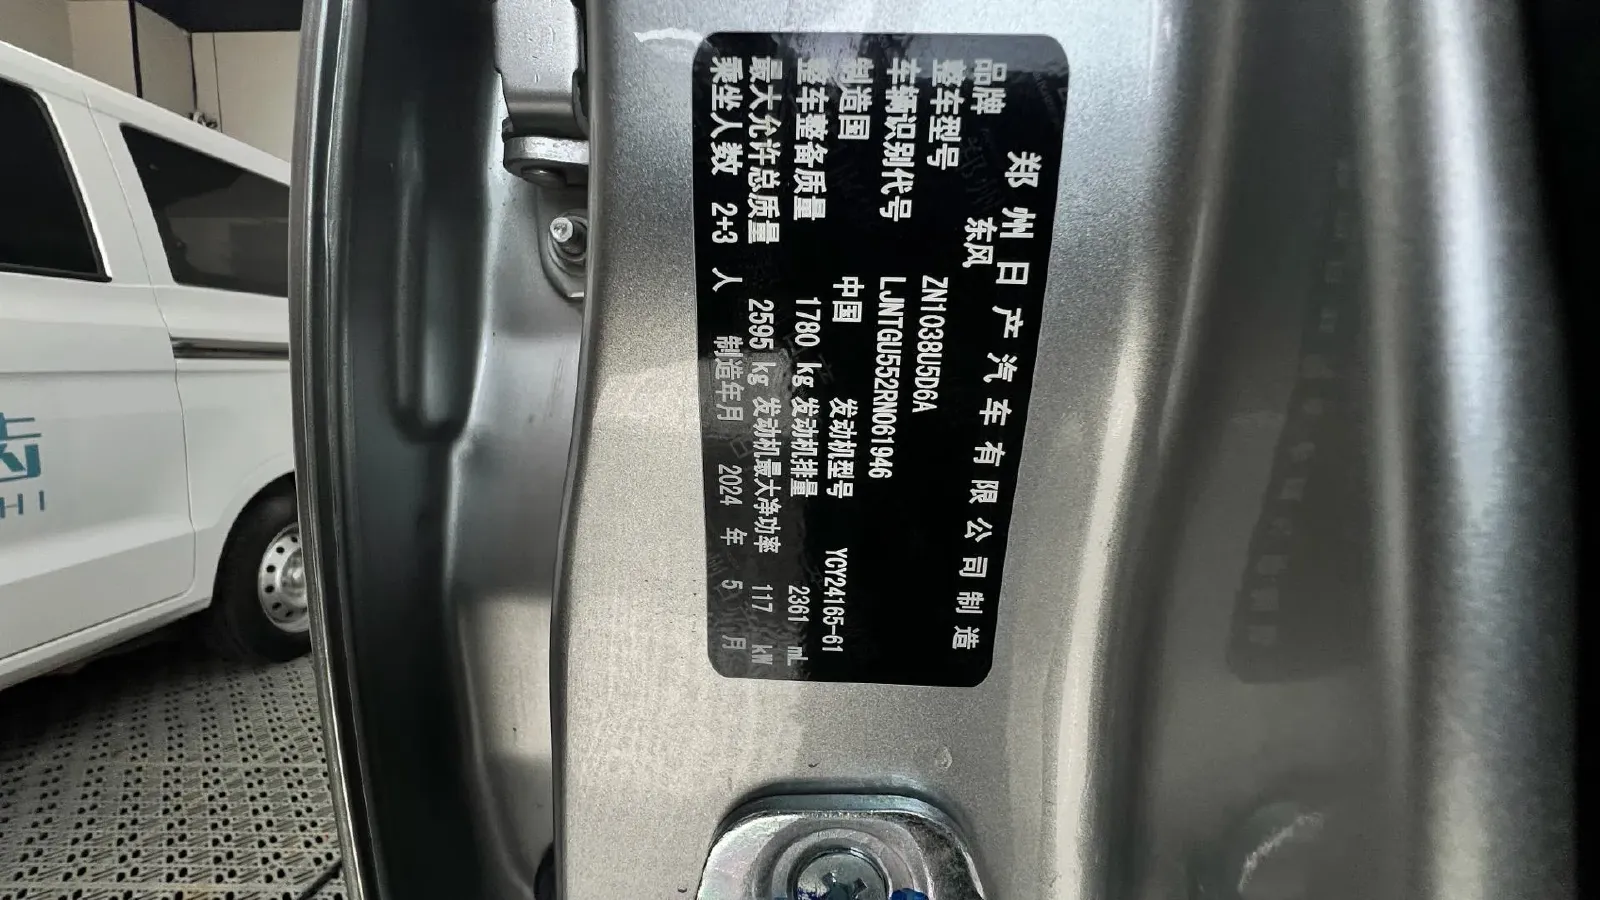 郑州日产汽车有限公司制造
品牌 东风
整车型号 ZN1038U5D6A
车辆识别代号 LJNTGU552RN061946
制造国 中国 发动机型号 YCY24165-61
整车整备质量 1780 kg 发动机排量 2361 mL
最大允许总质量 2595 kg 发动机最大净功率 117 kW
乘坐人数 2+3 人 制造年月 2024 年 5 月
HI